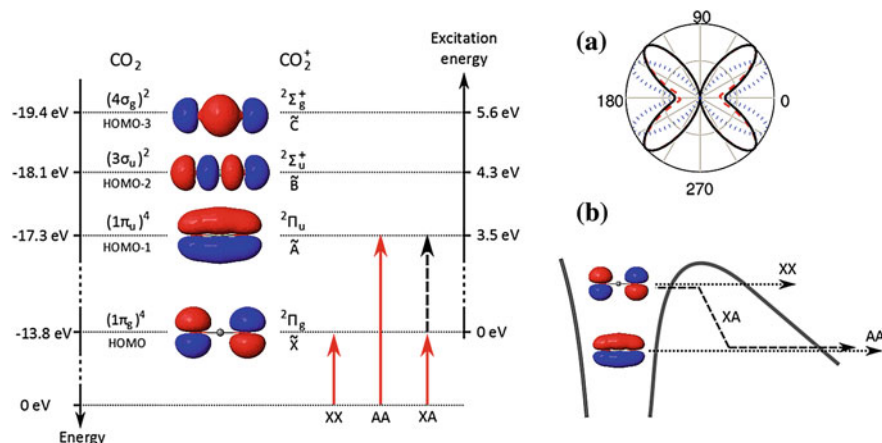 Excitation
energy
CO₂
CO₂⁺
(4σg)²
HOMO-3
²Σg⁺
C̃
-19.4 eV
5.6 eV
(3σu)²
HOMO-2
²Σu⁺
B̃
-18.1 eV
4.3 eV
(1πu)⁴
HOMO-1
²Πu
Ã
-17.3 eV
3.5 eV
(1πg)⁴
HOMO
²Πg
X̃
-13.8 eV
0 eV
0 eV
XX
AA
XA
Energy
(a)
90
180
0
270
(b)
XX
XA
AA